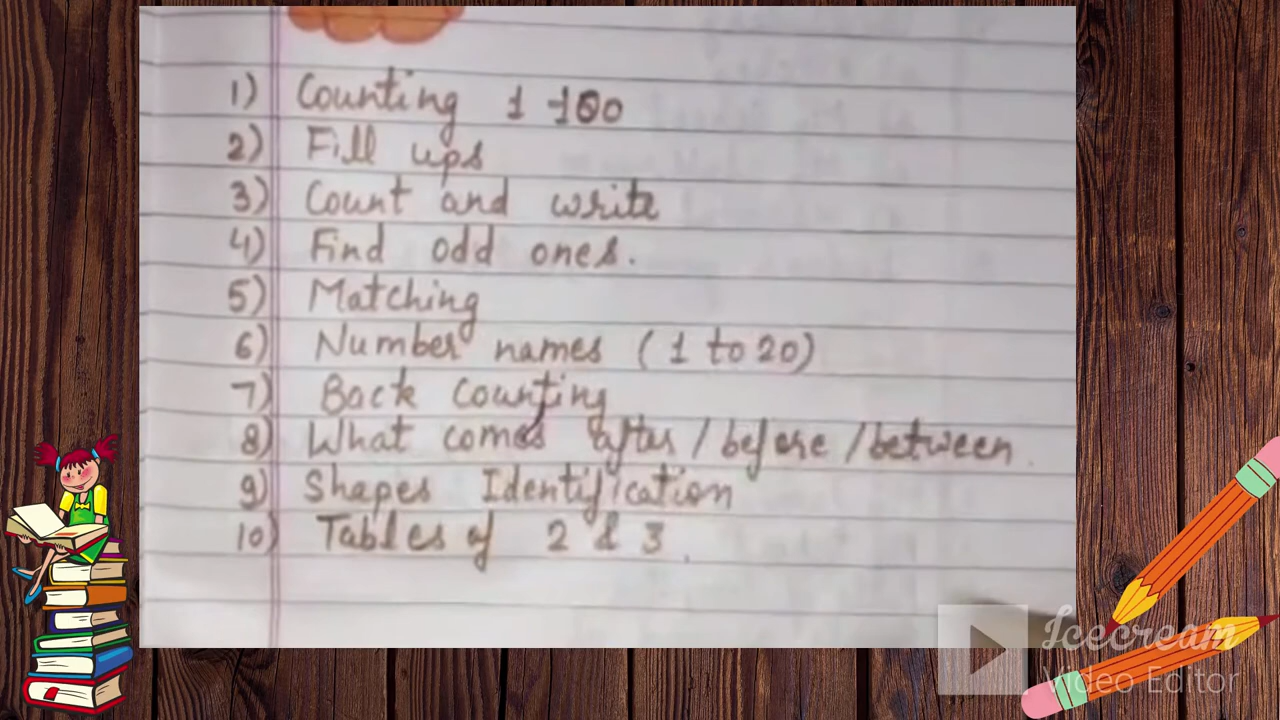 1) Counting 1 - 100
2) Fill ups
3) Count and write
4) Find odd ones.
5) Matching
6) Number names (1 to 20)
7) Back Counting
8) What comes after / before / between.
9) Shapes Identification
10) Tables of 2 & 3.
Icecream
Video Editor